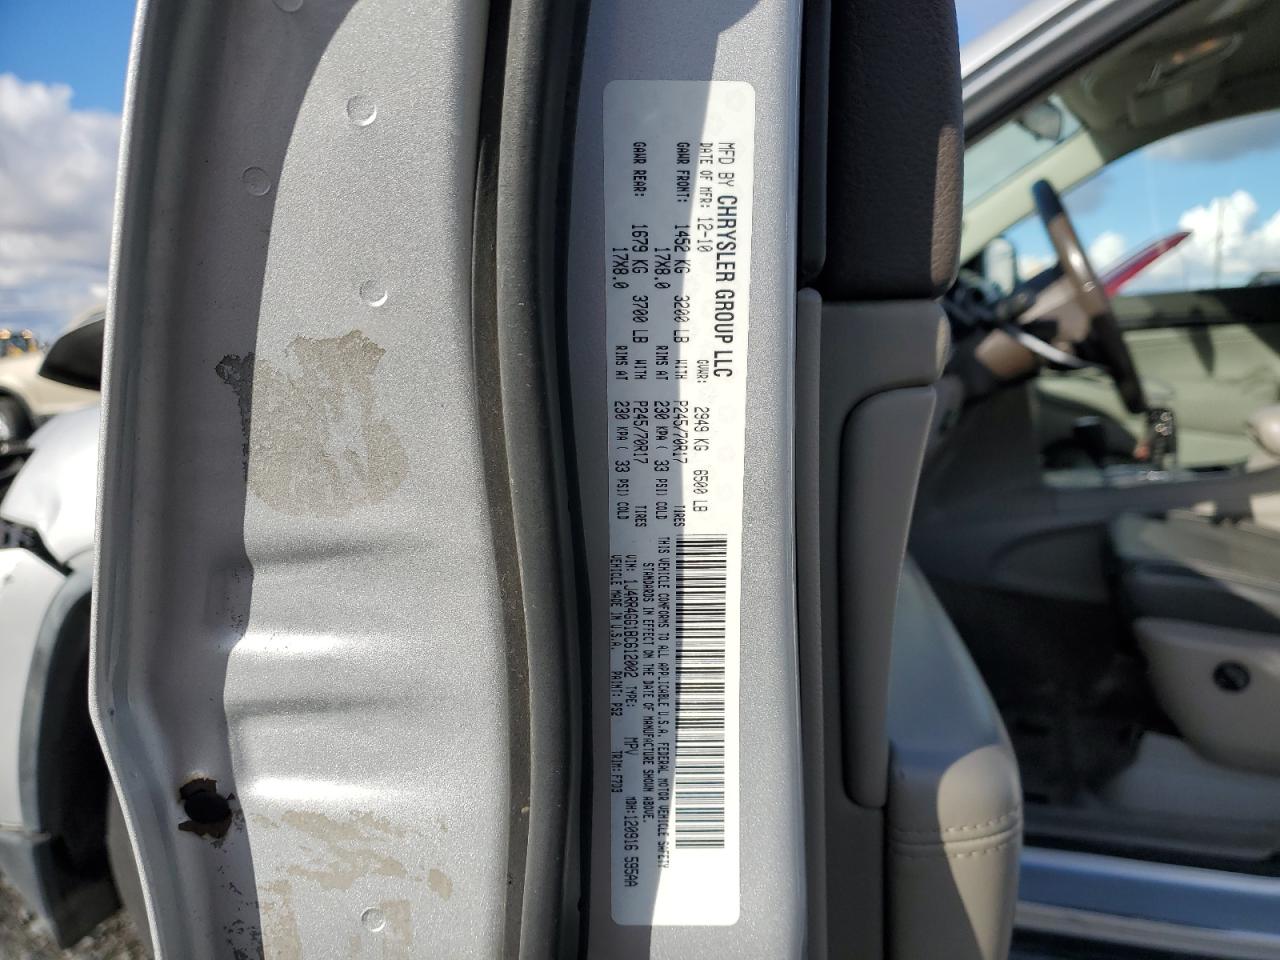 MFD BY CHRYSLER GROUP LLC
DATE OF MFR: 12-10 GVWR: 2949 KG 6500 LB
GAWR FRONT: 1452 KG 3200 LB WITH P245/70R17 TIRES
17X8.0 RIMS AT 230 KPA ( 33 PSI) COLD
GAWR REAR: 1679 KG 3700 LB WITH P245/70R17 TIRES
17X8.0 RIMS AT 230 KPA ( 33 PSI) COLD
THIS VEHICLE CONFORMS TO ALL APPLICABLE U.S.A. FEDERAL MOTOR VEHICLE SAFETY
STANDARDS IN EFFECT ON THE DATE OF MANUFACTURE SHOWN ABOVE.
VIN: 1J4RR4GG1BC612002 TYPE: MPV MDH:120916 595AA
VEHICLE MADE IN U.S.A. PAINT: PS2 TRIM: F7D3